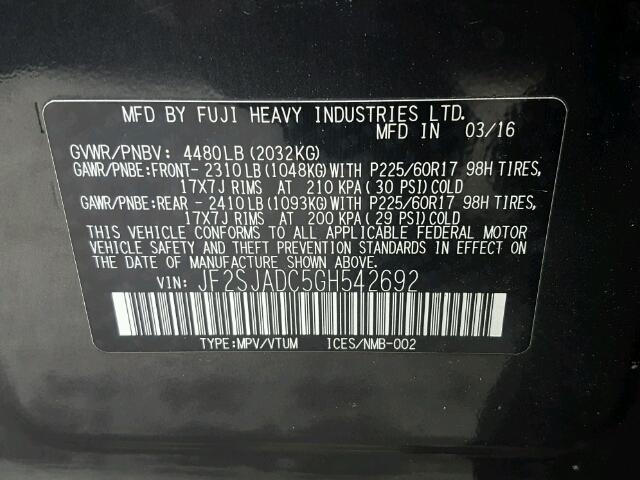 MFD BY FUJI HEAVY INDUSTRIES LTD.
MFD IN 03/16
GVWR/PNBV: 4480LB(2032KG)
GAWR/PNBE:FRONT- 2310LB(1048KG)WITH P225/60R17 98H TIRES,
17X7J RIMS AT 210 KPA(30 PSI)COLD
GAWR/PNBE:REAR - 2410LB(1093KG)WITH P225/60R17 98H TIRES,
17X7J RIMS AT 200 KPA(29 PSI)COLD
THIS VEHICLE CONFORMS TO ALL APPLICABLE FEDERAL MOTOR
VEHICLE SAFETY AND THEFT PREVENTION STANDARDS IN EFFECT ON
THE DATE OF MANUFACTURE SHOWN ABOVE.
VIN: JF2SJADC5GH542692
TYPE:MPV/VTUM ICES/NMB-002